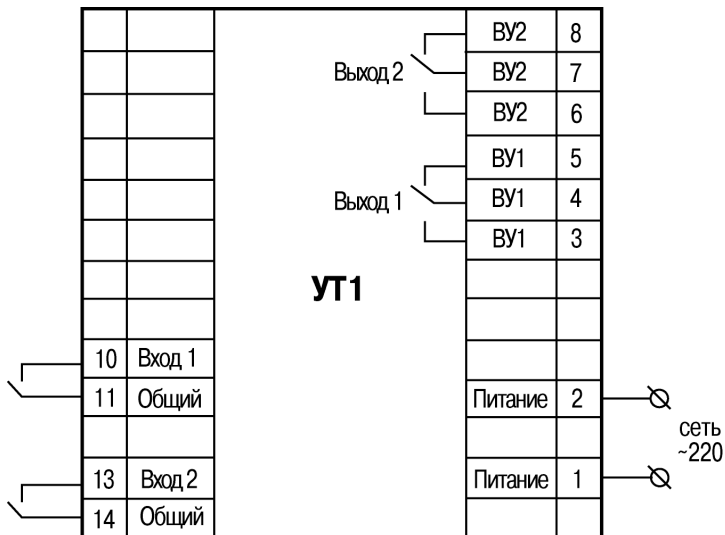 ВУ2 8
Выход 2 ВУ2 7
ВУ2 6
ВУ1 5
Выход 1 ВУ1 4
ВУ1 3
УТ1
10 Вход 1
11 Общий
Питание 2
сеть
~220
13 Вход 2
Питание 1
14 Общий